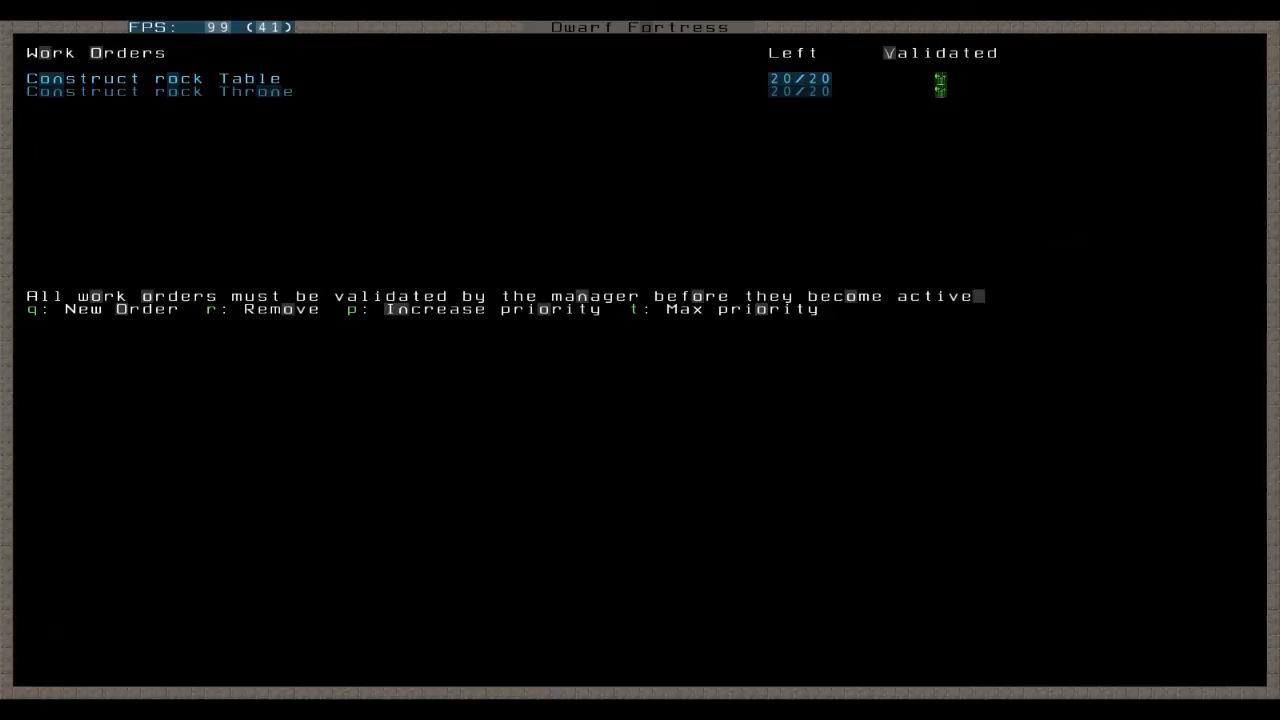 FPS: 99 (41) Dwarf Fortress
Work Orders Left Validated
Construct rock Table 20/20
Construct rock Throne 20/20
All work orders must be validated by the manager before they become active
q: New Order r: Remove p: Increase priority t: Max priority